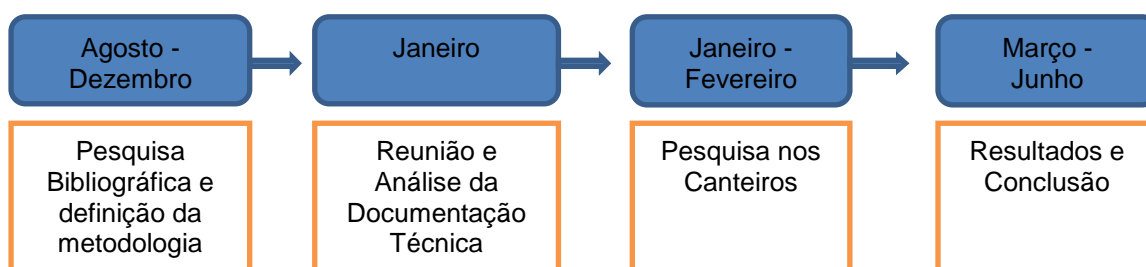 Agosto -
Dezembro
Janeiro
Janeiro -
Fevereiro
Março -
Junho
Pesquisa
Bibliográfica e
definição da
metodologia
Reunião e
Análise da
Documentação
Técnica
Pesquisa nos
Canteiros
Resultados e
Conclusão